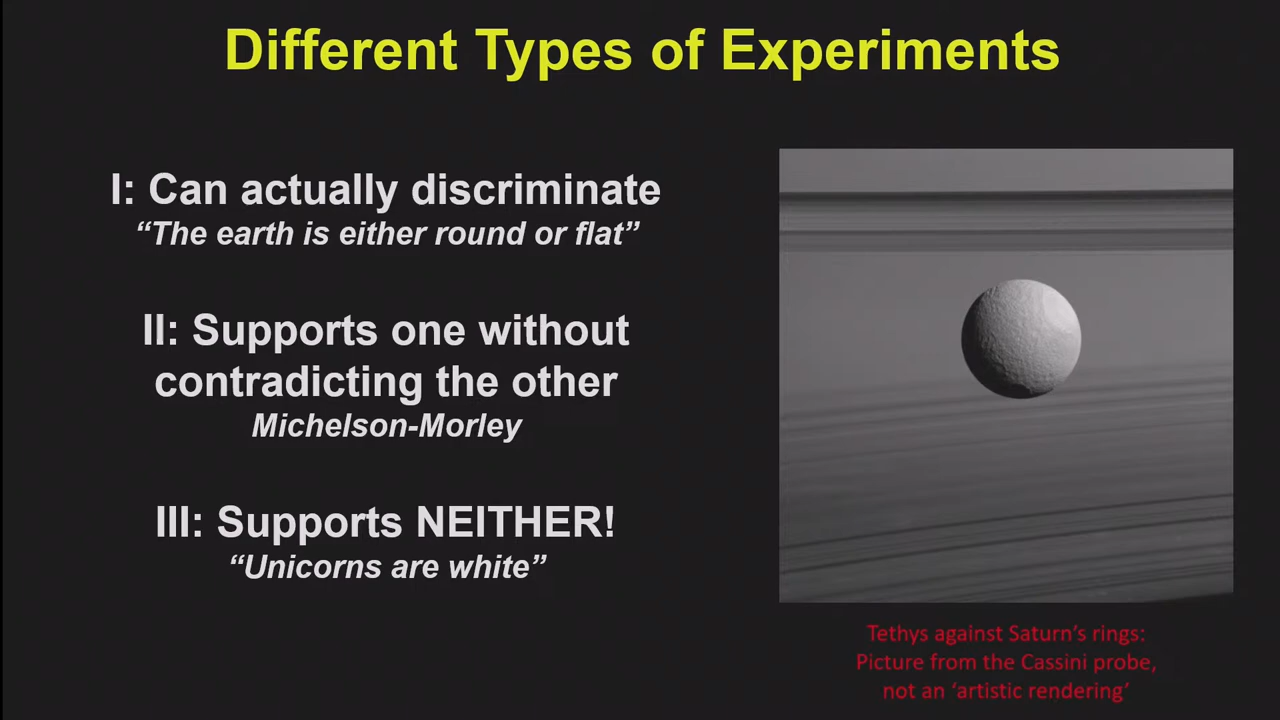 Different Types of Experiments
I: Can actually discriminate
“The earth is either round or flat”
II: Supports one without
contradicting the other
Michelson-Morley
III: Supports NEITHER!
“Unicorns are white”
Tethys against Saturn’s rings:
Picture from the Cassini probe,
not an ‘artistic rendering’